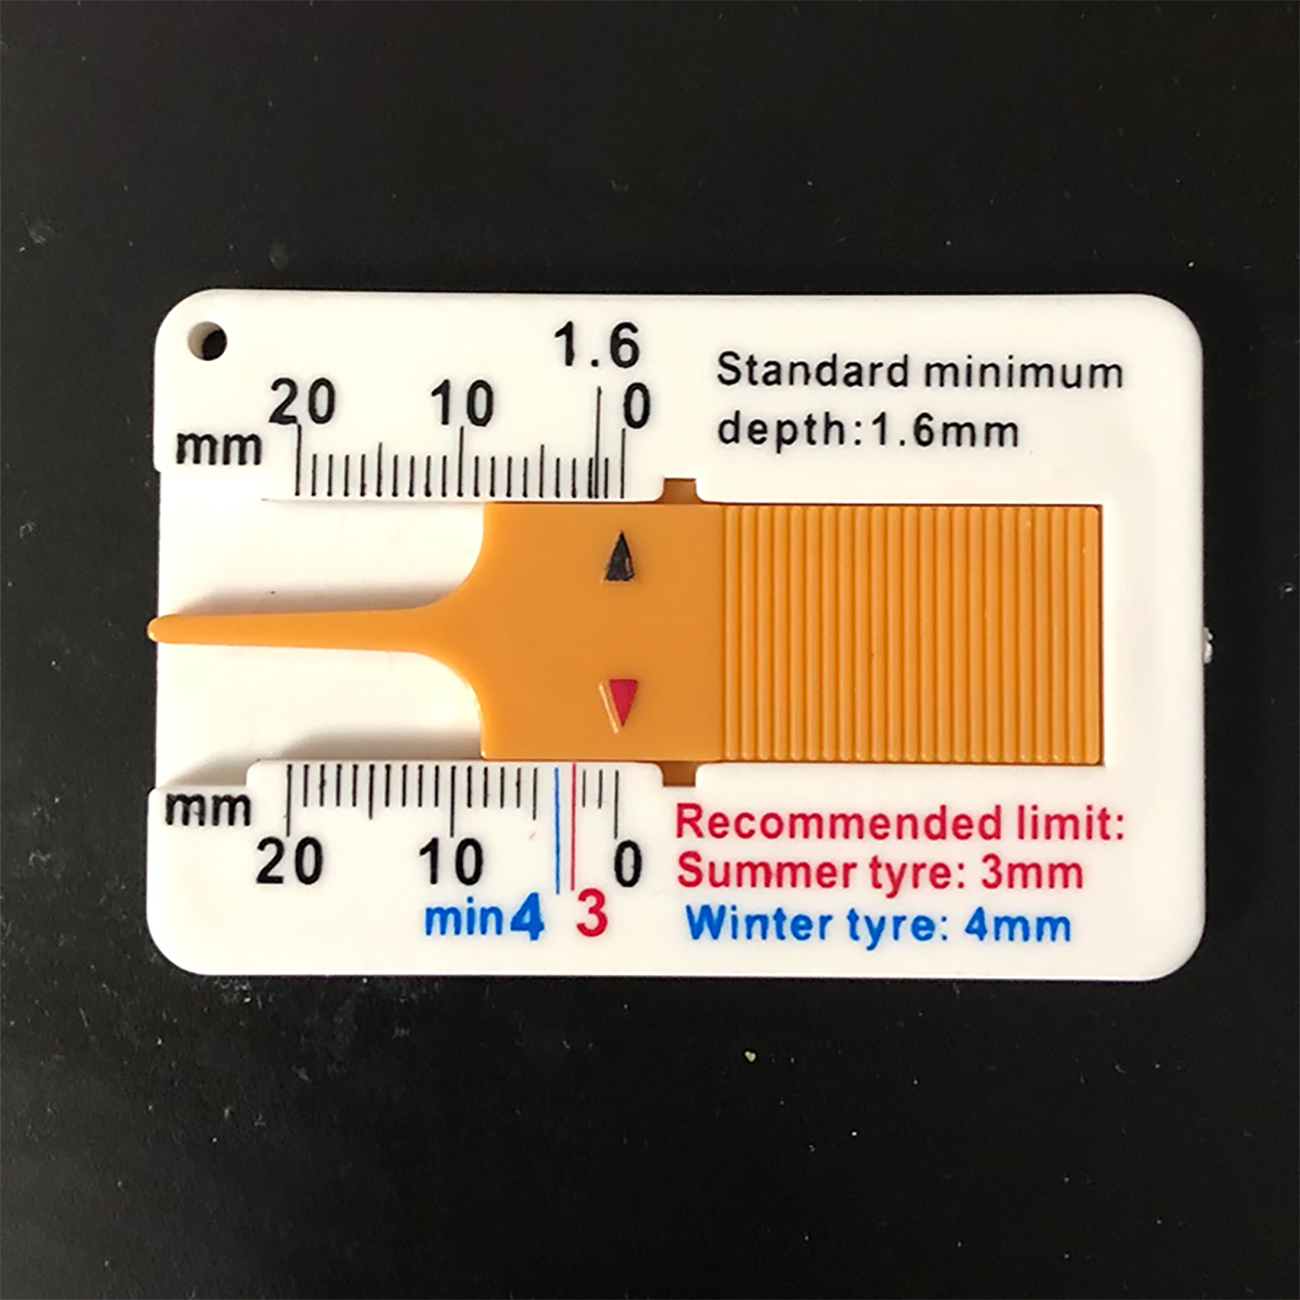 1.6
20 10 0
mm
Standard minimum
depth:1.6mm
mm
20 10 0
min4 3
Recommended limit:
Summer tyre: 3mm
Winter tyre: 4mm